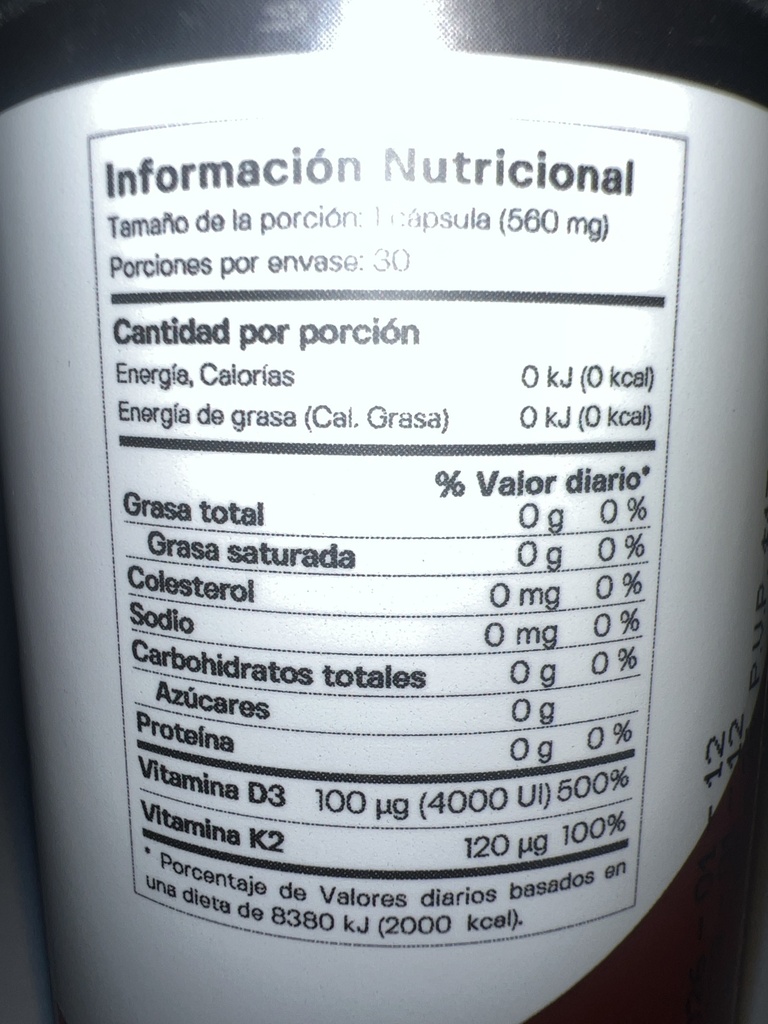 Información Nutricional
Tamaño de la porción: 1 cápsula (560 mg)
Porciones por envase: 30
Cantidad por porción
Energía, Calorías 0 kJ (0 kcal)
Energía de grasa (Cal. Grasa) 0 kJ (0 kcal)
% Valor diario*
Grasa total 0 g 0 %
Grasa saturada 0 g 0 %
Colesterol 0 mg 0 %
Sodio 0 mg 0 %
Carbohidratos totales 0 g 0 %
Azúcares 0 g
Proteína 0 g 0 %
Vitamina D3 100 µg (4000 UI) 500%
Vitamina K2 120 µg 100%
* Porcentaje de Valores diarios basados en
una dieta de 8380 kJ (2000 kcal).